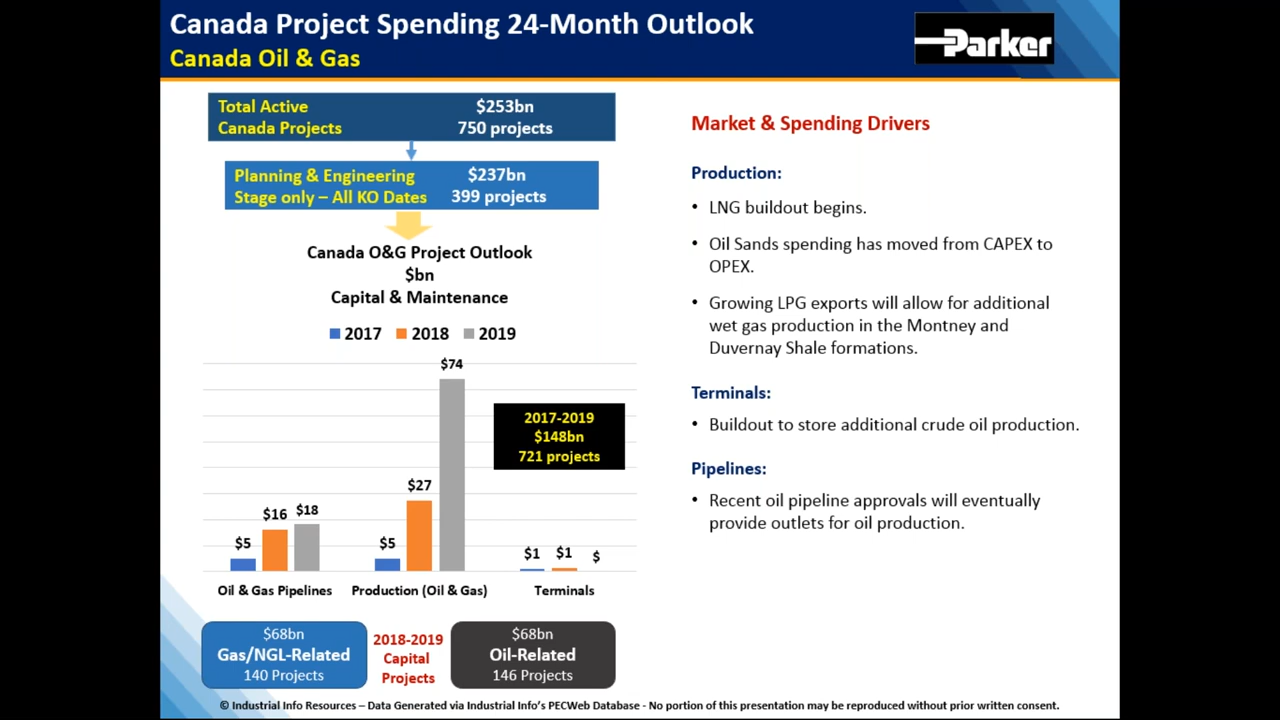 Canada Project Spending 24-Month Outlook
Canada Oil & Gas
Parker
Total Active
Canada Projects
$253bn
750 projects
Planning & Engineering
Stage only – All KO Dates
$237bn
399 projects
Canada O&G Project Outlook
$bn
Capital & Maintenance
2017 2018 2019
$5 $16 $18
$5 $27 $74
$1 $1 $
2017-2019
$148bn
721 projects
Oil & Gas Pipelines Production (Oil & Gas) Terminals
$68bn
Gas/NGL-Related
140 Projects
2018-2019
Capital
Projects
$68bn
Oil-Related
146 Projects
Market & Spending Drivers
Production:
• LNG buildout begins.
• Oil Sands spending has moved from CAPEX to
OPEX.
• Growing LPG exports will allow for additional
wet gas production in the Montney and
Duvernay Shale formations.
Terminals:
• Buildout to store additional crude oil production.
Pipelines:
• Recent oil pipeline approvals will eventually
provide outlets for oil production.
© Industrial Info Resources – Data Generated via Industrial Info's PECWeb Database - No portion of this presentation may be reproduced without prior written consent.